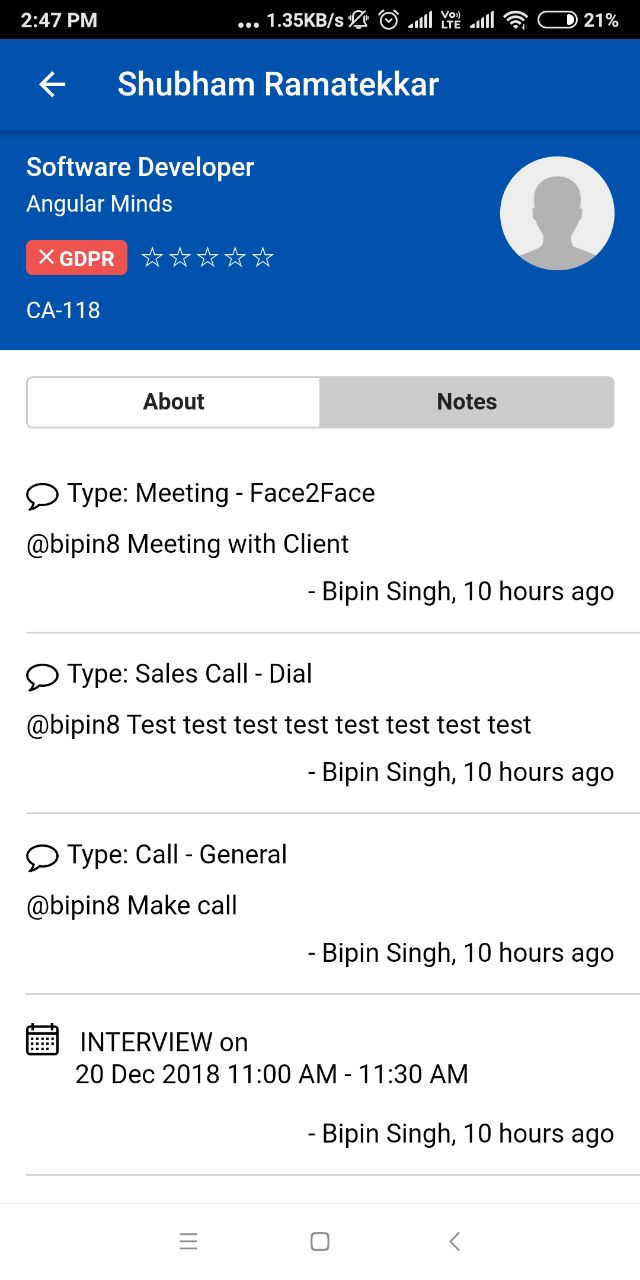 2:47 PM ... 1.35KB/s Vo) LTE 21%
Shubham Ramatekkar
Software Developer
Angular Minds
× GDPR ☆☆☆☆☆
CA-118
About Notes
Type: Meeting - Face2Face
@bipin8 Meeting with Client
- Bipin Singh, 10 hours ago
Type: Sales Call - Dial
@bipin8 Test test test test test test test test
- Bipin Singh, 10 hours ago
Type: Call - General
@bipin8 Make call
- Bipin Singh, 10 hours ago
INTERVIEW on
20 Dec 2018 11:00 AM - 11:30 AM
- Bipin Singh, 10 hours ago